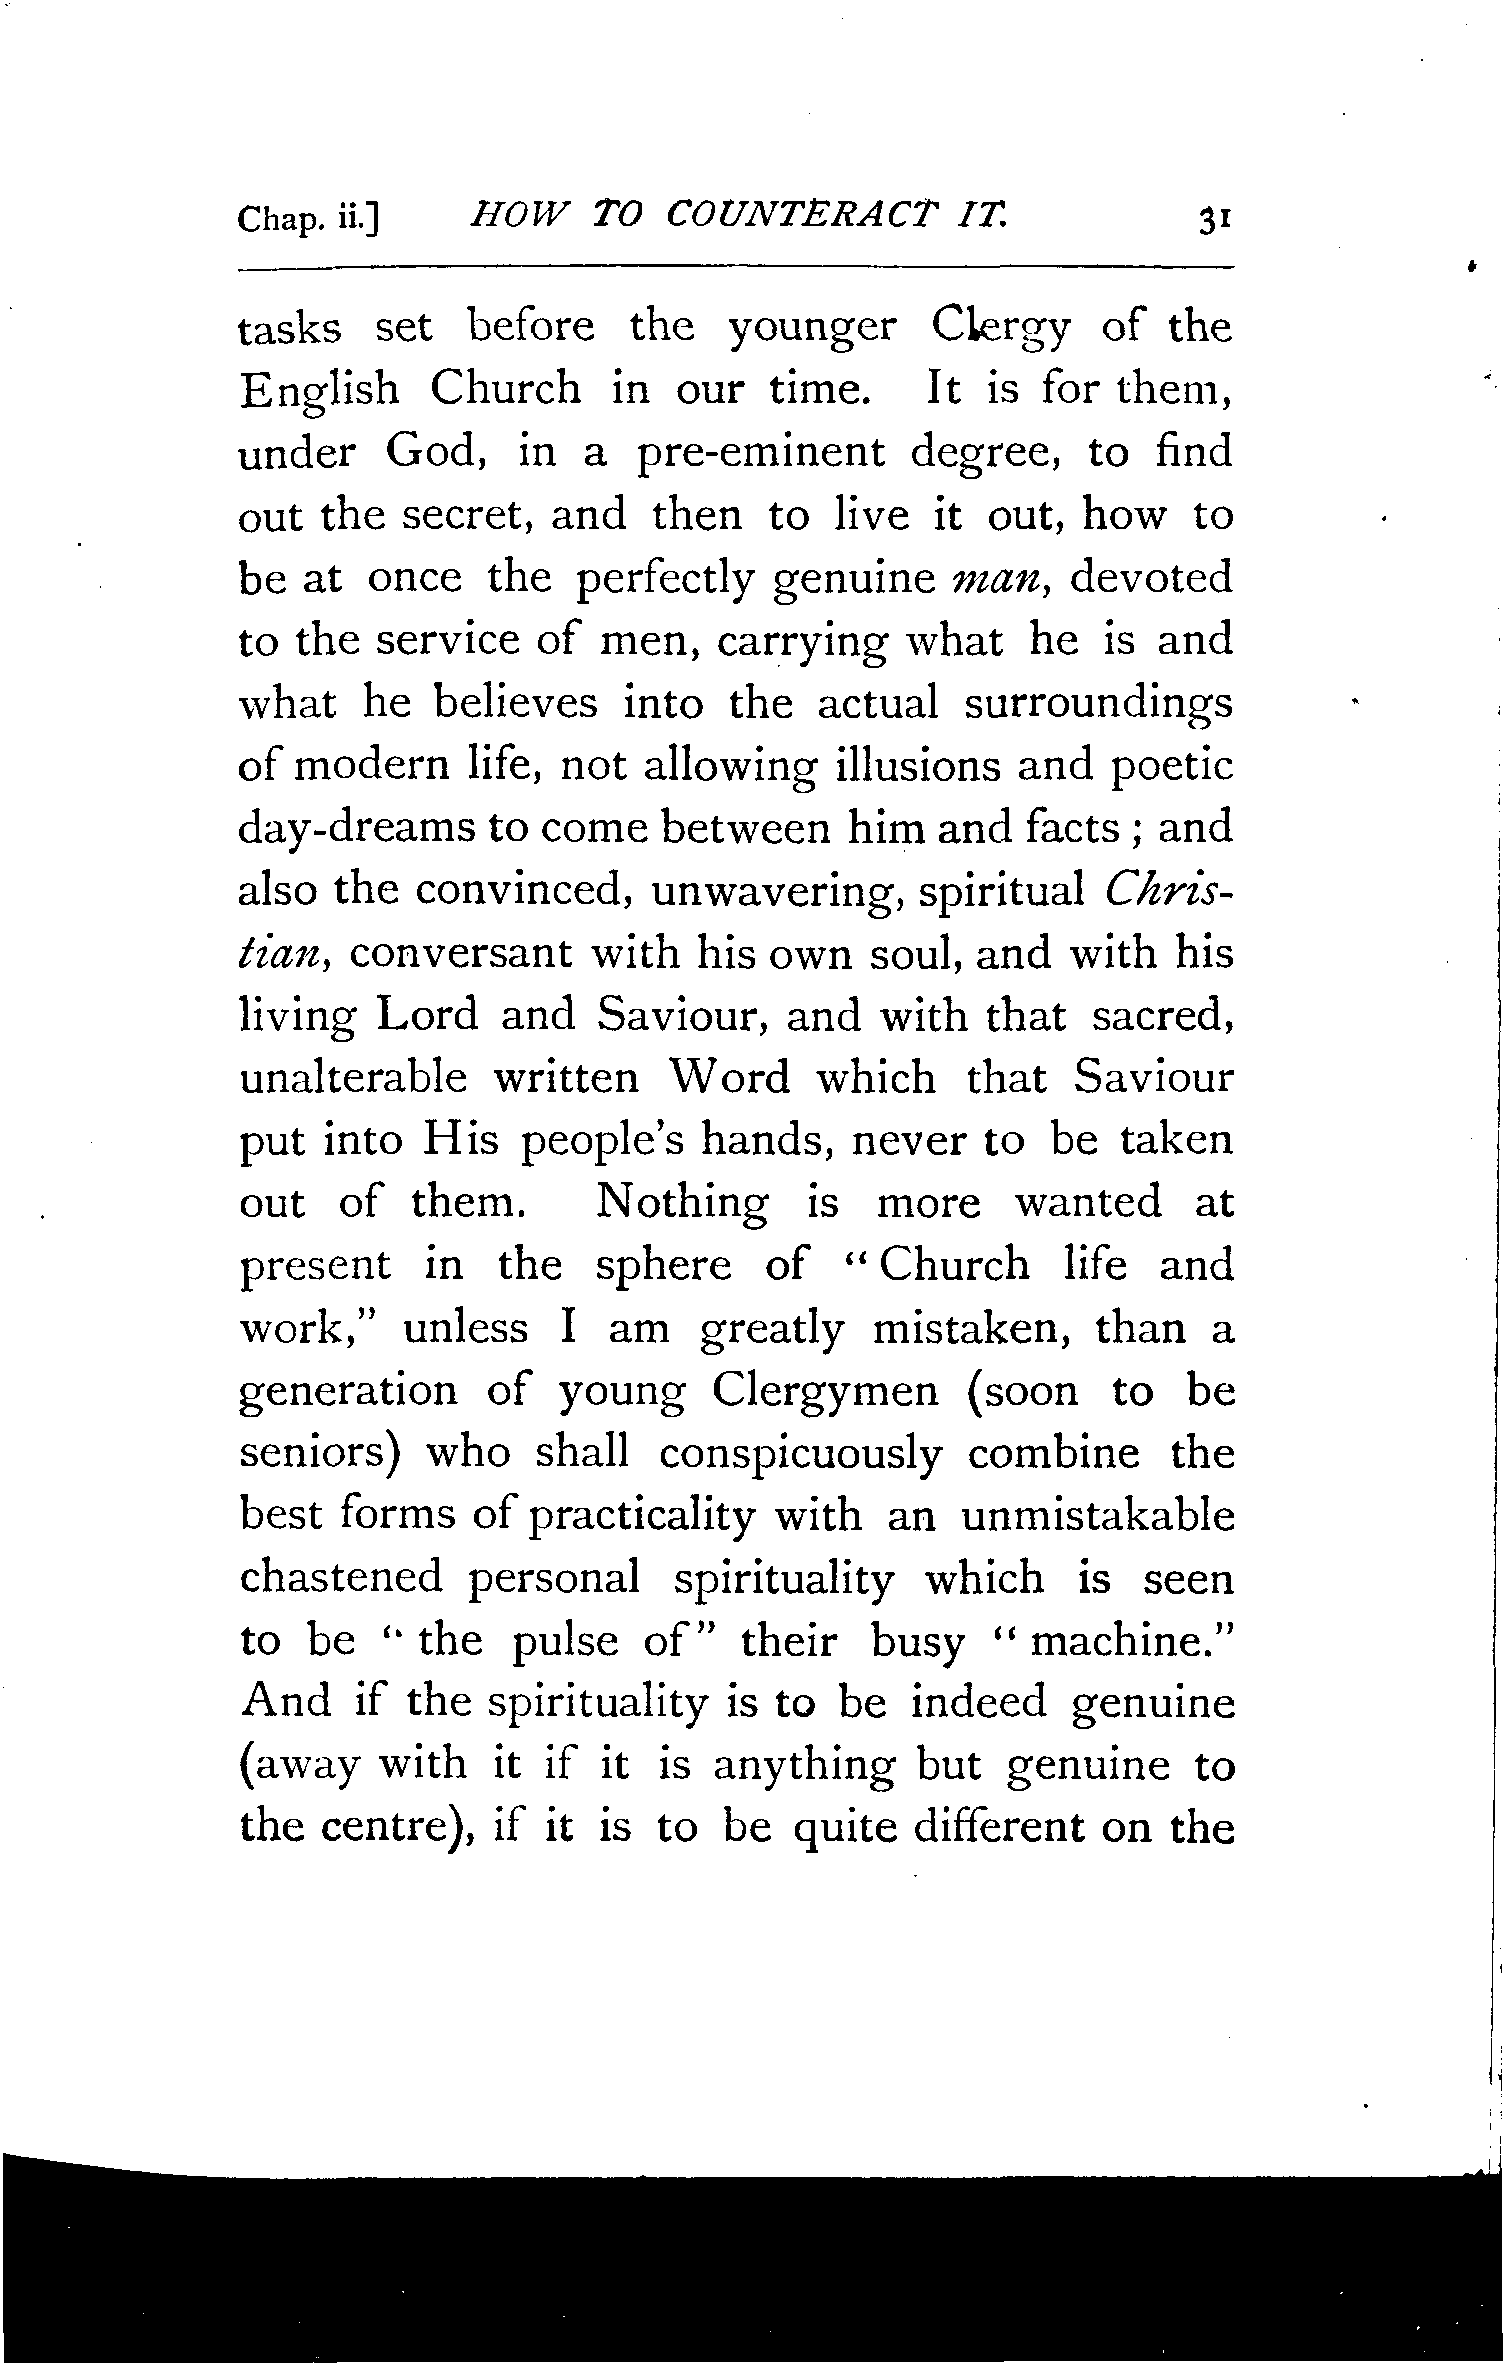 Chap. ii.] HOW TO COUNTERACT IT. 31
tasks set before the younger Clergy of the
English Church in our time. It is for them,
under God, in a pre-eminent degree, to find
out the secret, and then to live it out, how to
be at once the perfectly genuine man, devoted
to the service of men, carrying what he is and
what he believes into the actual surroundings
of modern life, not allowing illusions and poetic
day-dreams to come between him and facts ; and
also the convinced, unwavering, spiritual Chris-
tian, conversant with his own soul, and with his
living Lord and Saviour, and with that sacred,
unalterable written Word which that Saviour
put into His people's hands, never to be taken
out of them. Nothing is more wanted at
present in the sphere of "Church life and
work," unless I am greatly mistaken, than a
generation of young Clergymen (soon to be
seniors) who shall conspicuously combine the
best forms of practicality with an unmistakable
chastened personal spirituality which is seen
to be "the pulse of" their busy "machine."
And if the spirituality is to be indeed genuine
(away with it if it is anything but genuine to
the centre), if it is to be quite different on the